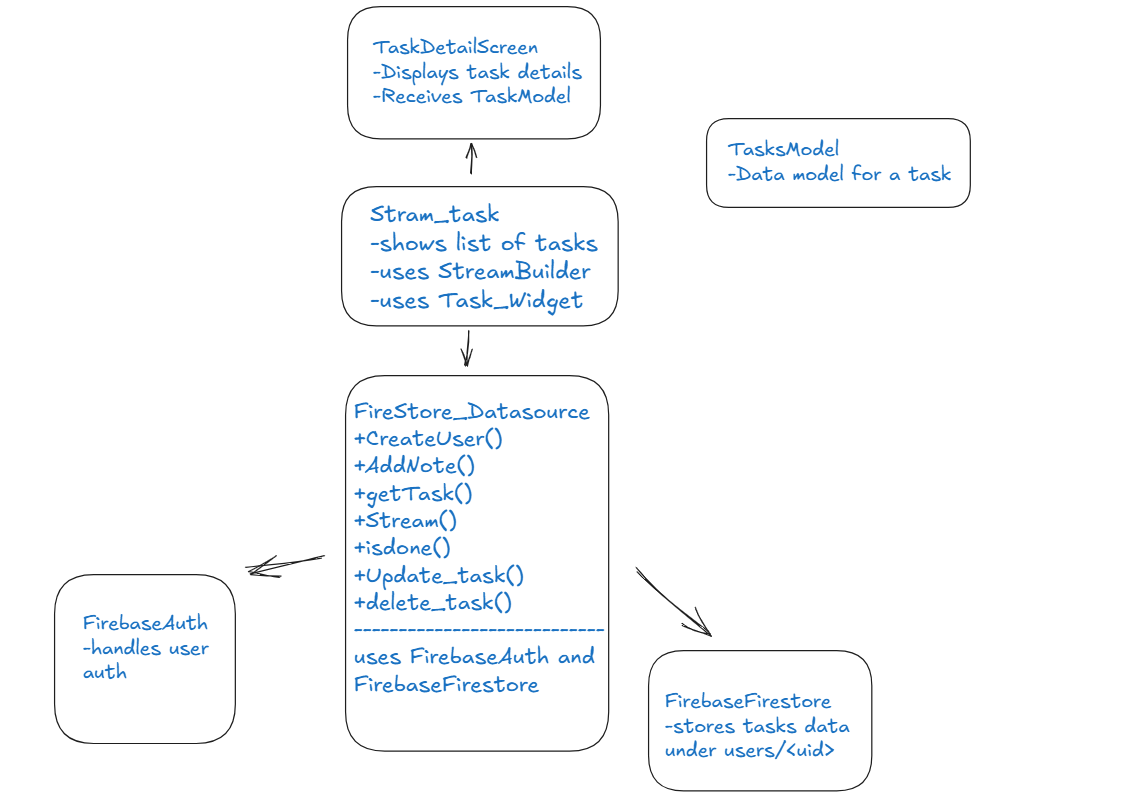 TaskDetailScreen
-Displays task details
-Receives TaskModel
TasksModel
-Data model for a task
Stram_task
-shows list of tasks
-uses StreamBuilder
-uses Task_Widget
FireStore_Datasource
+CreateUser()
+AddNote()
+getTask()
+Stream()
+isdone()
+Update_task()
+delete_task()
----------------------------
uses FirebaseAuth and
FirebaseFirestore
FirebaseAuth
-handles user
auth
FirebaseFirestore
-stores tasks data
under users/<uid>